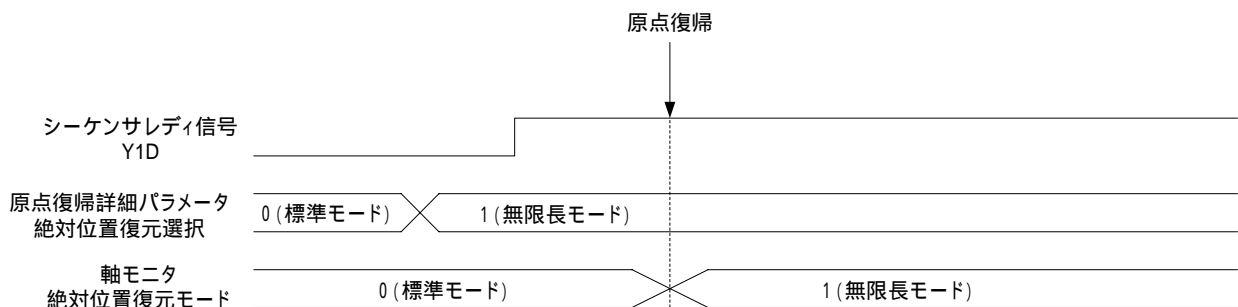 原点復帰
シーケンサレディ信号
Y1D
原点復帰詳細パラメータ
絶対位置復元選択
0(標準モード)
1(無限長モード)
軸モニタ
絶対位置復元モード
0(標準モード)
1(無限長モード)